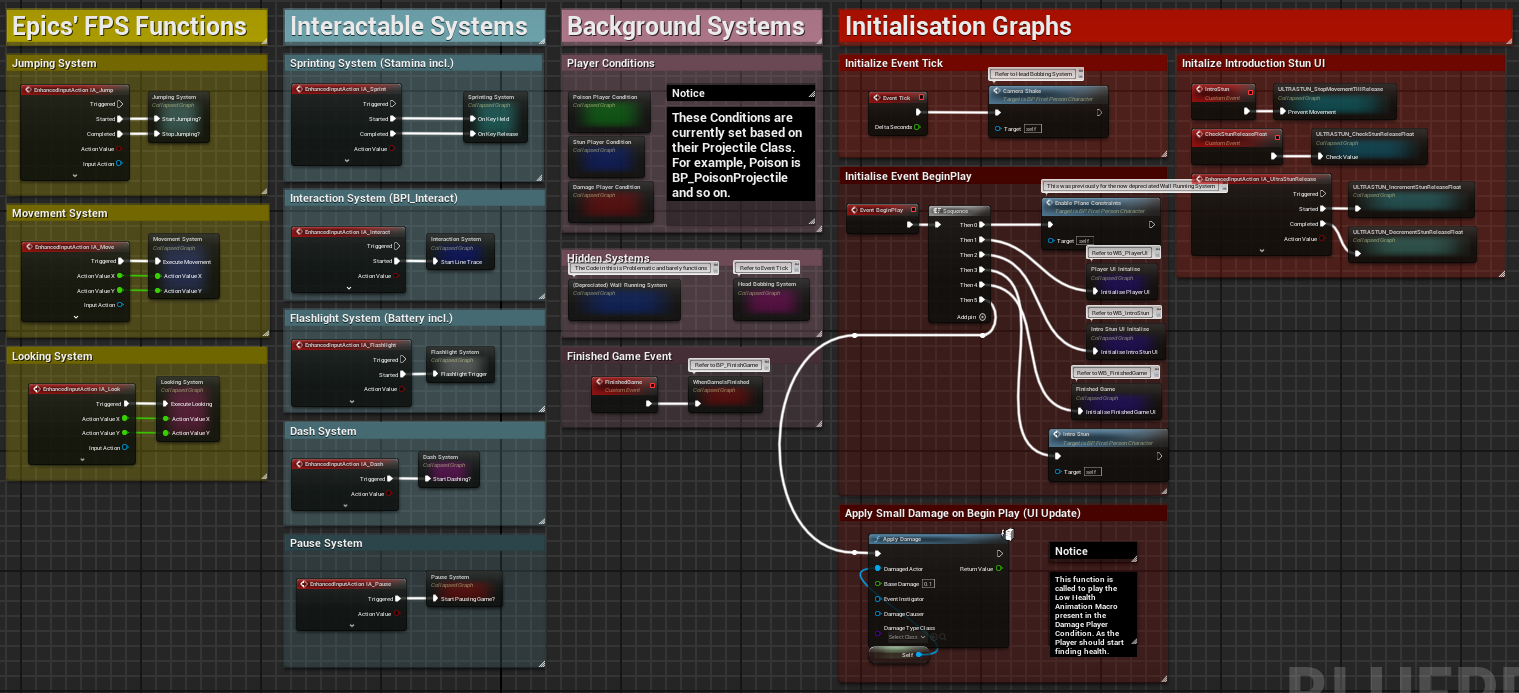 Epics' FPS Functions
Jumping System
EnhancedInputAction IA_Jump
Triggered
Started
Completed
Action Value
Input Action
Jumping System
Collapsed Graph
Start Jumping?
Stop Jumping?
Movement System
EnhancedInputAction IA_Move
Triggered
Action Value X
Action Value Y
Input Action
Movement System
Collapsed Graph
Execute Movement
Action Value X
Action Value Y
Looking System
EnhancedInputAction IA_Look
Triggered
Action Value X
Action Value Y
Input Action
Looking System
Collapsed Graph
Execute Looking
Action Value X
Action Value Y
Interactable Systems
Sprinting System (Stamina incl.)
EnhancedInputAction IA_Sprint
Triggered
Started
Completed
Action Value
Sprinting System
Collapsed Graph
On Key Held
On Key Release
Interaction System (BPI_Interact)
EnhancedInputAction IA_Interact
Triggered
Started
Action Value
Interaction System
Collapsed Graph
Start Line Trace
Flashlight System (Battery incl.)
EnhancedInputAction IA_Flashlight
Triggered
Started
Action Value
Flashlight System
Collapsed Graph
Flashlight Trigger
Dash System
EnhancedInputAction IA_Dash
Triggered
Action Value
Dash System
Collapsed Graph
Start Dashing?
Pause System
EnhancedInputAction IA_Pause
Triggered
Action Value
Pause System
Collapsed Graph
Start Pausing Game?
Background Systems
Player Conditions
Poison Player Condition
Collapsed Graph
Stun Player Condition
Collapsed Graph
Damage Player Condition
Collapsed Graph
Notice
These Conditions are
currently set based on
their Projectile Class.
For example, Poison is
BP_PoisonProjectile
and so on.
Hidden Systems
The Code in this is Problematic and barely functions
(Depreciated) Wall Running System
Collapsed Graph
Refer to Event Tick
Head Bobbing System
Collapsed Graph
Finished Game Event
Refer to BP_FinishGame
FinishedGame
Custom Event
WhenGameIsFinished
Collapsed Graph
Initialisation Graphs
Initialize Event Tick
Refer to Head Bobbing System
Event Tick
Delta Seconds
Camera Shake
Target is BP First Person Character
Target
self
Initialise Event BeginPlay
This was previously for the new depreciated Wall Running System
Event BeginPlay
Sequence
Then 0
Then 1
Then 2
Then 3
Then 4
Then 5
Add pin
Enable Plane Constraints
Target is BP First Person Character
Target
self
Refer to WB_PlayerUI
Player UI Initalise
Collapsed Graph
Initialise Player UI
Refer to WB_IntroStun
Intro Stun UI Initalise
Collapsed Graph
Initialise Intro Stun UI
Refer to WB_FinishedGame
Finished Game
Collapsed Graph
Initialise Finished Game UI
Intro Stun
Target is BP First Person Character
Target
self
Apply Small Damage on Begin Play (UI Update)
Apply Damage
Damaged Actor
Return Value
Base Damage
0.1
Event Instigator
Damage Causer
Damage Type Class
Select Class
Self
Notice
This function is
called to play the
Low Health
Animation Macro
present in the
Damage Player
Condition. As the
Player should start
finding health.
Initalize Introduction Stun UI
IntroStun
Custom Event
ULTRASTUN_StopMovementTillRelease
Collapsed Graph
Prevent Movement
CheckStunReleaseFloat
Custom Event
ULTRASTUN_CheckStunReleaseFloat
Collapsed Graph
Check Value
EnhancedInputAction IA_UltraStunRelease
Triggered
Started
Completed
Action Value
ULTRASTUN_IncrementStunReleaseFloat
Collapsed Graph
ULTRASTUN_DecrementStunReleaseFloat
Collapsed Graph